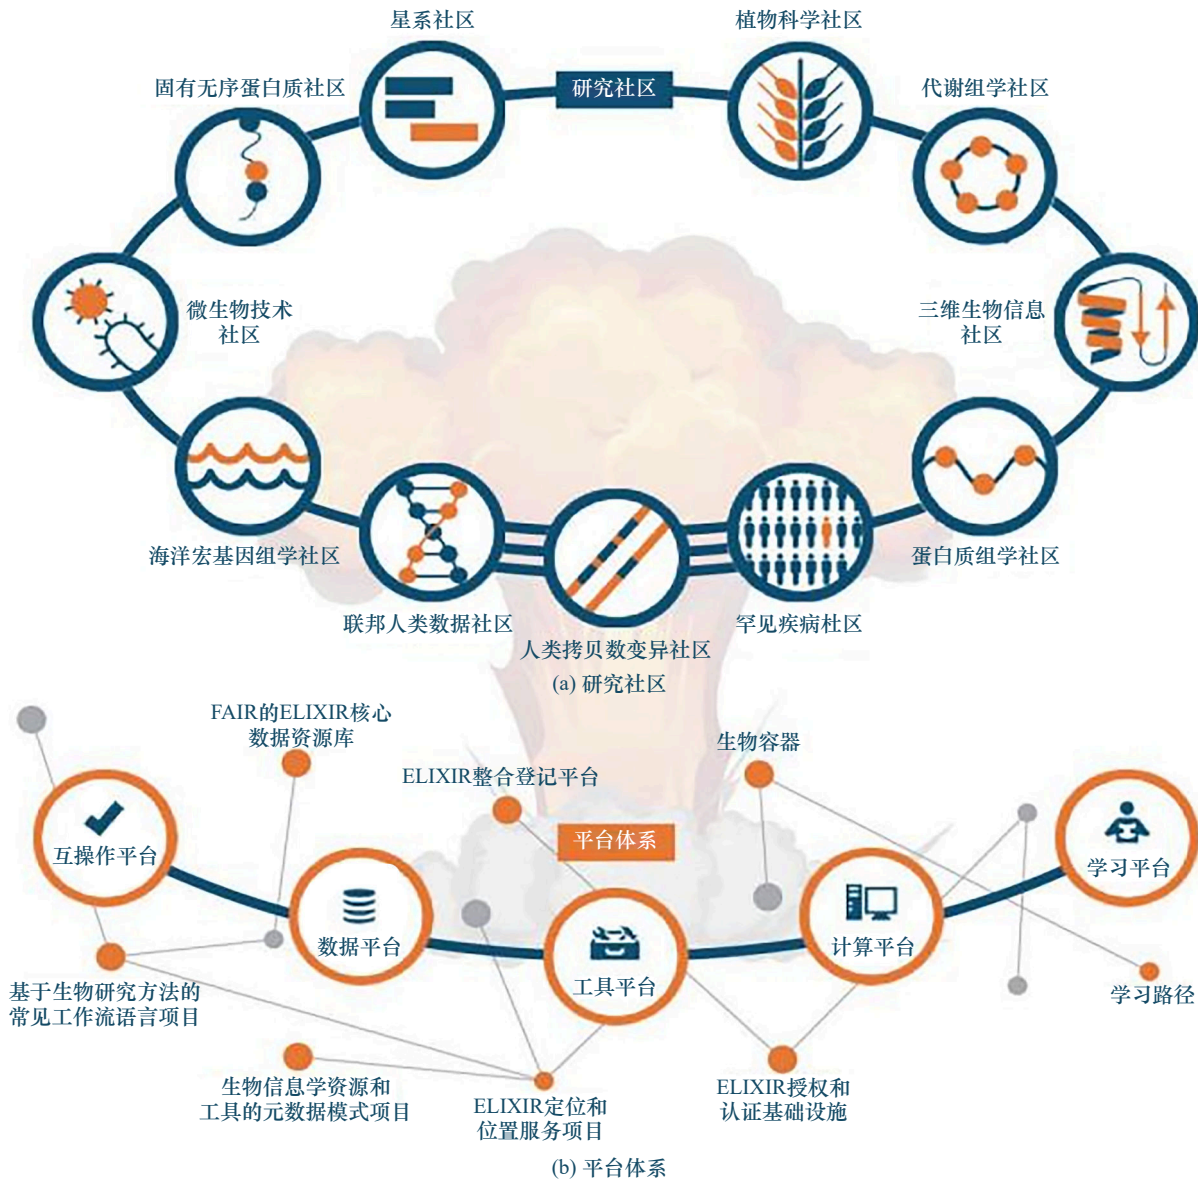 星系社区
植物科学社区
固有无序蛋白质社区
研究社区
代谢组学社区
微生物技术
社区
三维生物信息
社区
海洋宏基因组学社区
蛋白质组学社区
联邦人类数据社区
罕见疾病杜区
人类拷贝数变异社区
(a) 研究社区
FAIR的ELIXIR核心
数据资源库
生物容器
ELIXIR整合登记平台
平台体系
互操作平台
学习平台
数据平台
计算平台
工具平台
基于生物研究方法的
常见工作流语言项目
学习路径
生物信息学资源和
工具的元数据模式项目
ELIXIR定位和
位置服务项目
ELIXIR授权和
认证基础设施
(b) 平台体系